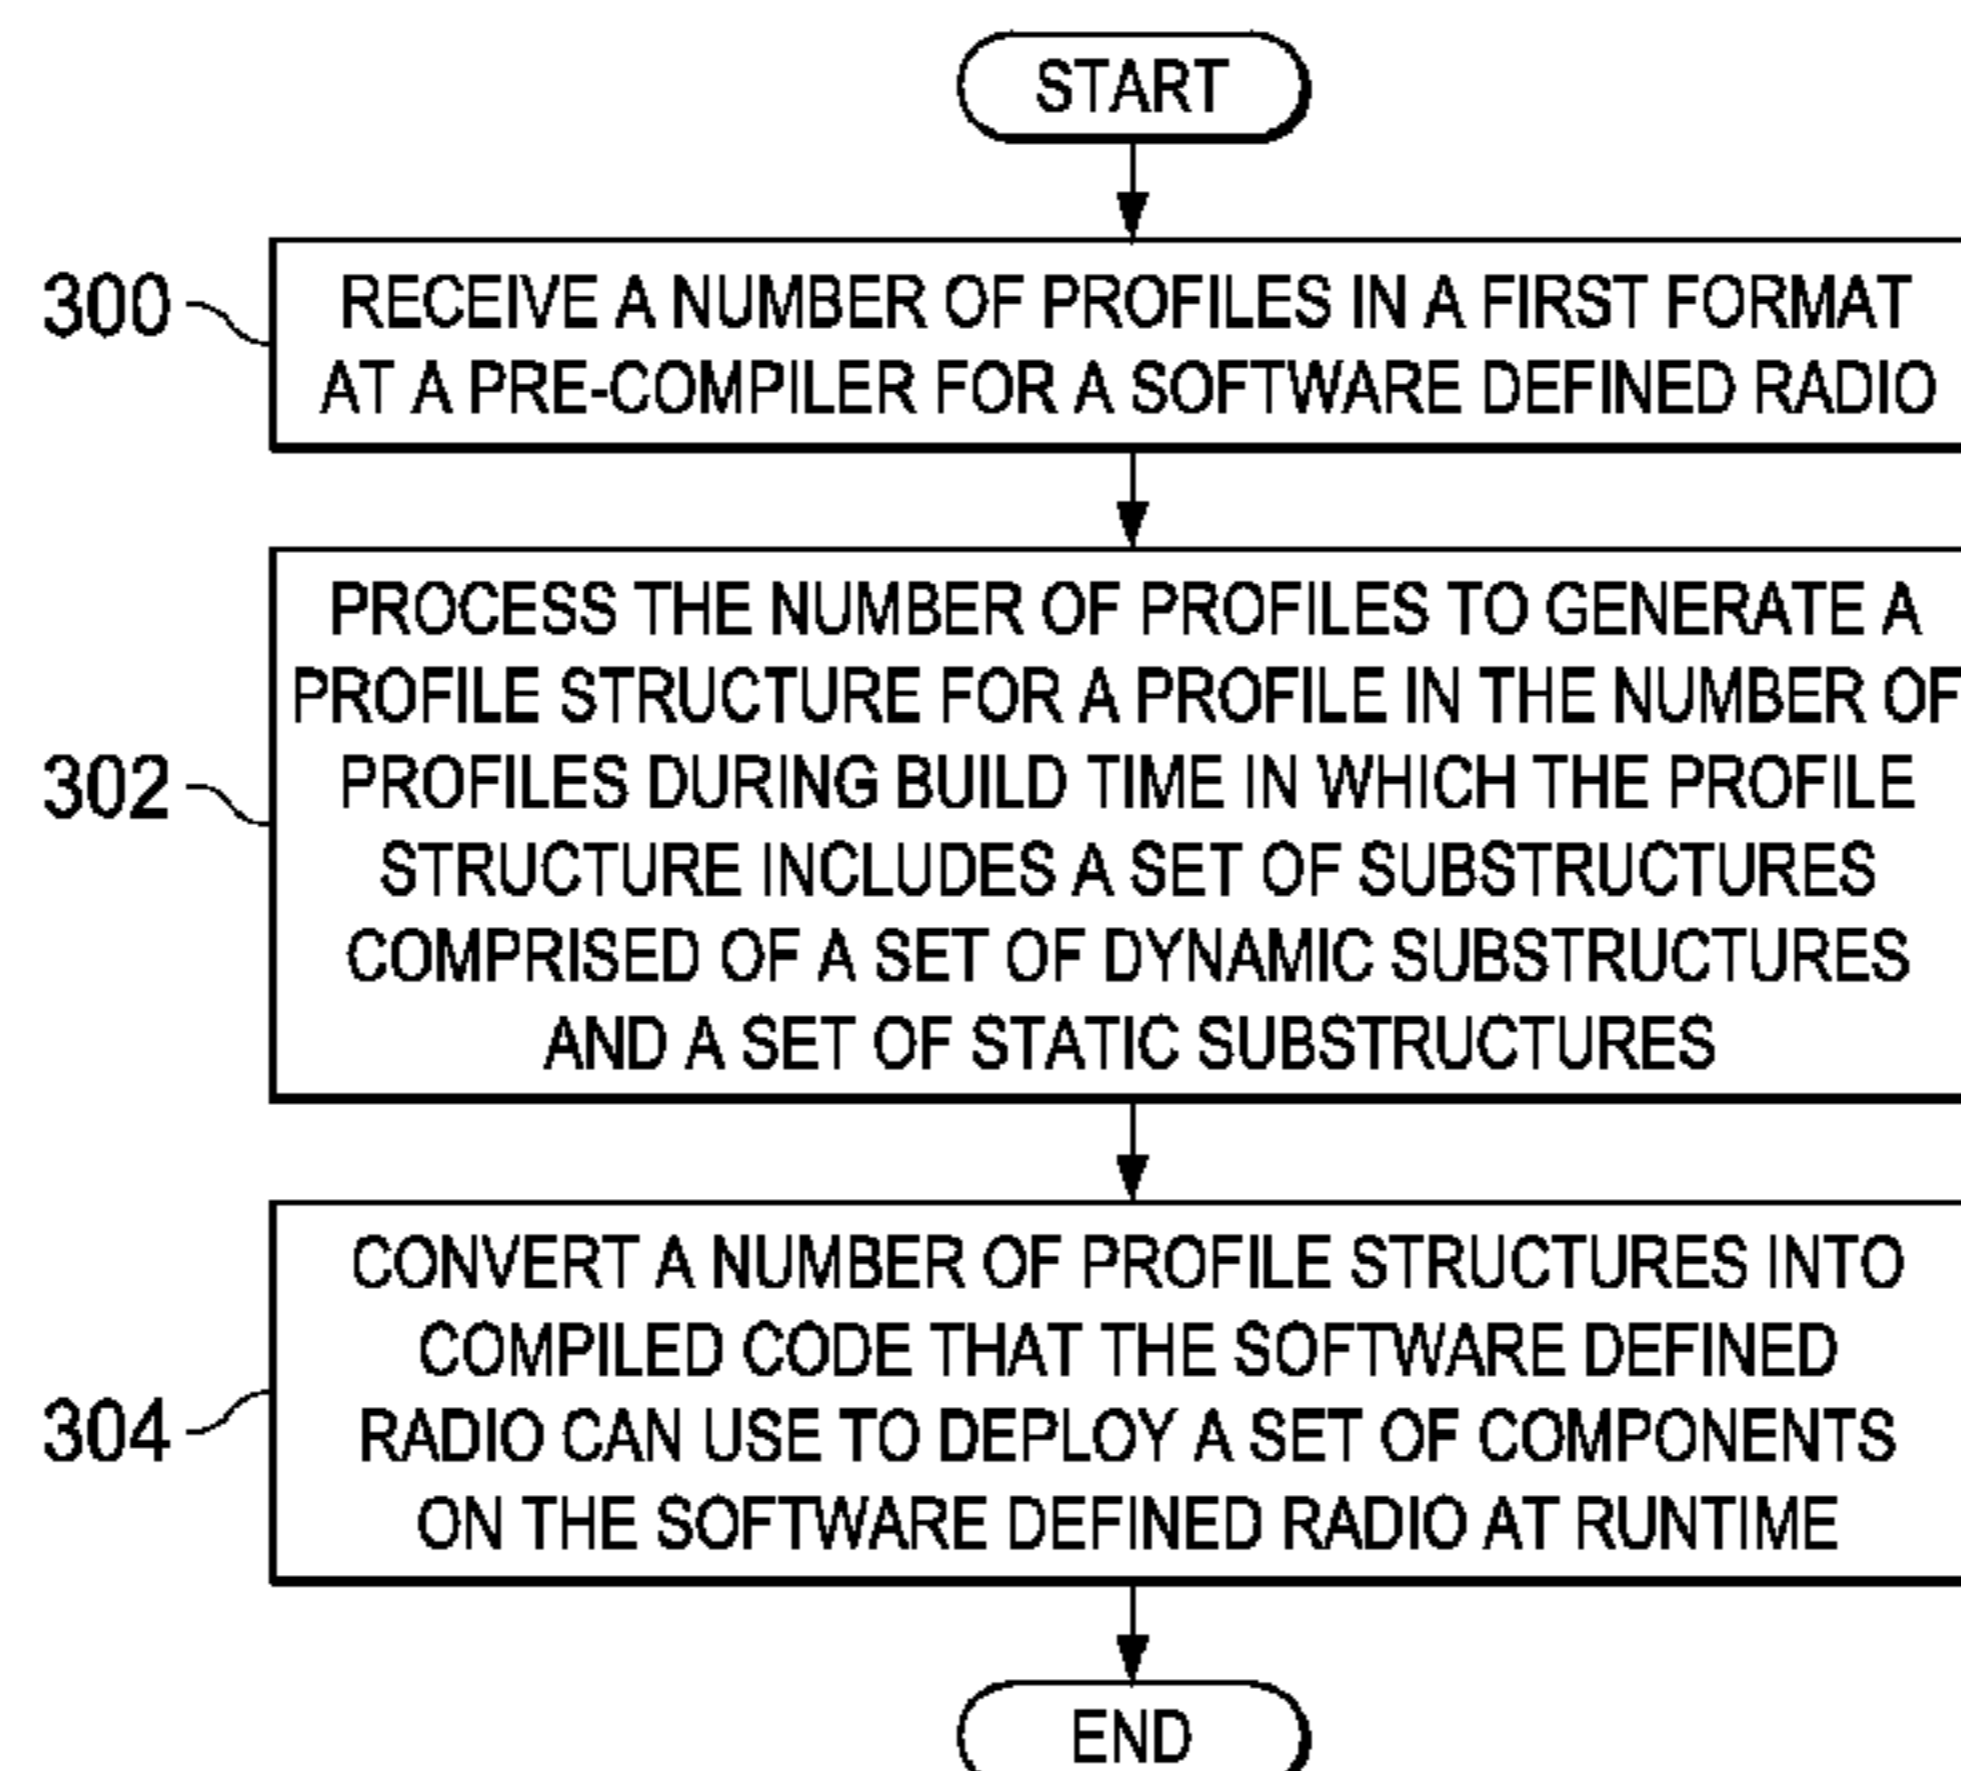 START
300
RECEIVE A NUMBER OF PROFILES IN A FIRST FORMAT
AT A PRE-COMPILER FOR A SOFTWARE DEFINED RADIO
302
PROCESS THE NUMBER OF PROFILES TO GENERATE A
PROFILE STRUCTURE FOR A PROFILE IN THE NUMBER OF
PROFILES DURING BUILD TIME IN WHICH THE PROFILE
STRUCTURE INCLUDES A SET OF SUBSTRUCTURES
COMPRISED OF A SET OF DYNAMIC SUBSTRUCTURES
AND A SET OF STATIC SUBSTRUCTURES
304
CONVERT A NUMBER OF PROFILE STRUCTURES INTO
COMPILED CODE THAT THE SOFTWARE DEFINED
RADIO CAN USE TO DEPLOY A SET OF COMPONENTS
ON THE SOFTWARE DEFINED RADIO AT RUNTIME
END